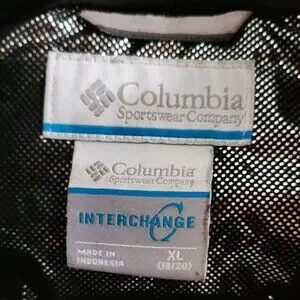 Columbia
Sportswear Company
Columbia
Sportswear Company
INTERCHANGE
MADE IN
INDONESIA
XL
(18/20)